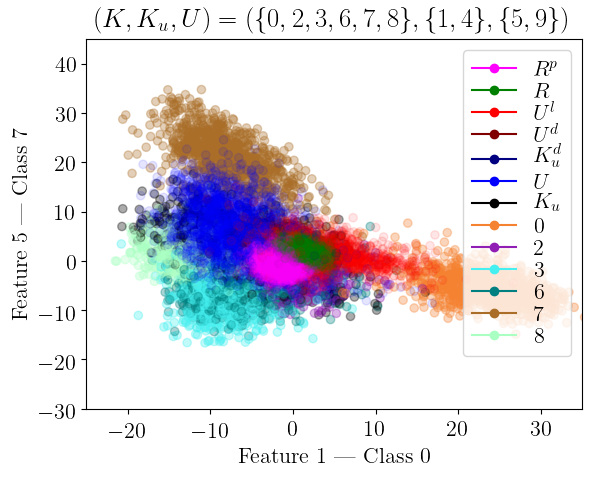 (K, K_u, U) = ({0, 2, 3, 6, 7, 8}, {1, 4}, {5, 9})
40
30
20
10
0
−10
−20
−30
Feature 5 — Class 7
R^p
R
U^l
U^d
K_u^d
U
K_u
0
2
3
6
7
8
−20
−10
0
10
20
30
Feature 1 — Class 0